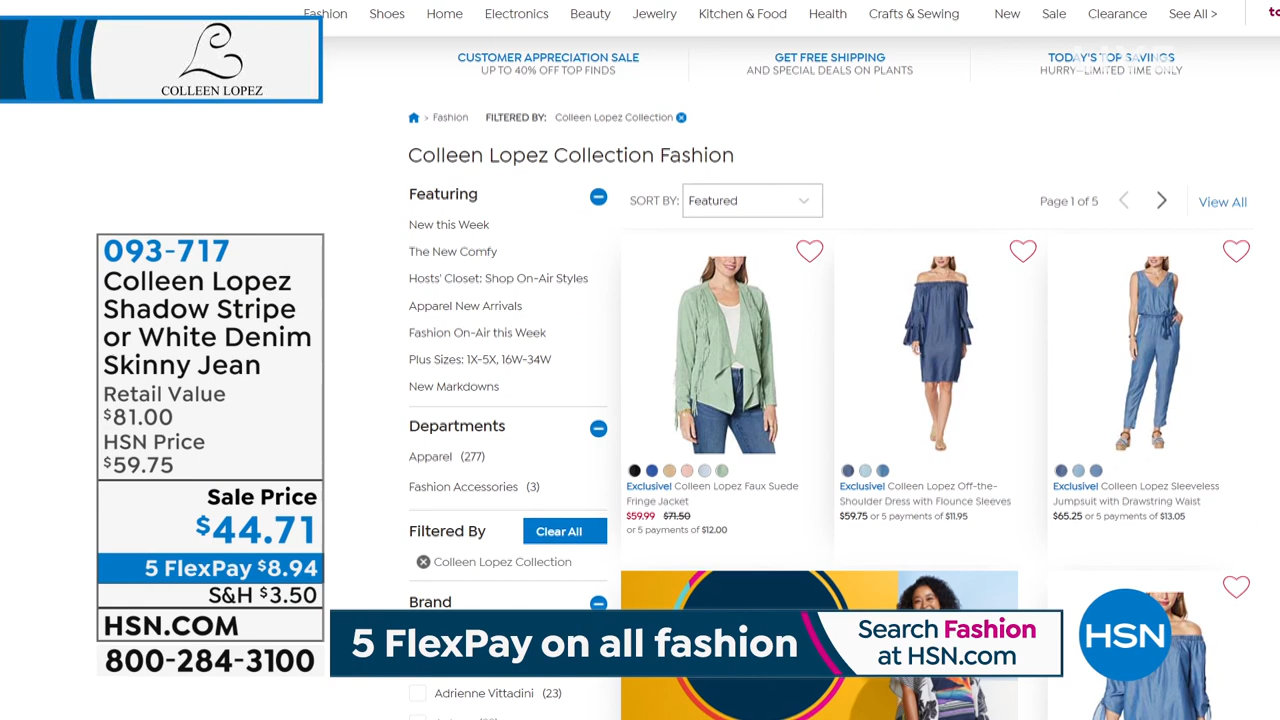 Fashion Shoes Home Electronics Beauty Jewelry Kitchen & Food Health Crafts & Sewing New Sale Clearance See All >
COLLEEN LOPEZ
CUSTOMER APPRECIATION SALE
UP TO 40% OFF TOP FINDS
GET FREE SHIPPING
AND SPECIAL DEALS ON PLANTS
TODAY'S TOP SAVINGS
HURRY—LIMITED TIME ONLY
> Fashion FILTERED BY: Colleen Lopez Collection
Colleen Lopez Collection Fashion
Featuring
New this Week
The New Comfy
Hosts' Closet: Shop On-Air Styles
Apparel New Arrivals
Fashion On-Air this Week
Plus Sizes: 1X-5X, 16W-34W
New Markdowns
Departments
Apparel (277)
Fashion Accessories (3)
Filtered By Clear All
Colleen Lopez Collection
Brand
Adrienne Vittadini (23)
SORT BY: Featured
Page 1 of 5 View All
Exclusive! Colleen Lopez Faux Suede
Fringe Jacket
$59.99 $71.50
or 5 payments of $12.00
Exclusive! Colleen Lopez Off-the-
Shoulder Dress with Flounce Sleeves
$59.75 or 5 payments of $11.95
Exclusive! Colleen Lopez Sleeveless
Jumpsuit with Drawstring Waist
$65.25 or 5 payments of $13.05
093-717
Colleen Lopez
Shadow Stripe
or White Denim
Skinny Jean
Retail Value
$81.00
HSN Price
$59.75
Sale Price
$44.71
5 FlexPay $8.94
S&H $3.50
HSN.COM
800-284-3100
5 FlexPay on all fashion
Search Fashion
at HSN.com
HSN